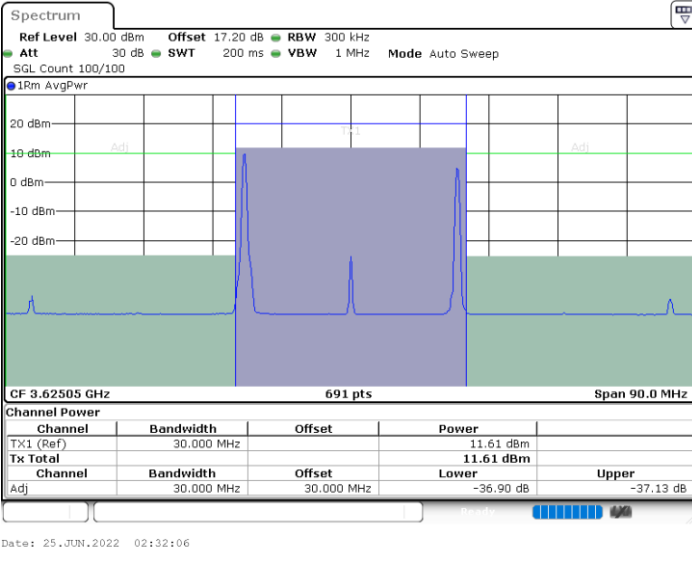 Spectrum
Ref Level 30.00 dBm Offset 17.20 dB RBW 300 kHz
Att 30 dB SWT 200 ms VBW 1 MHz Mode Auto Sweep
SGL Count 100/100
1Rm AvgPwr
20 dBm
TX1
Adj Adj
10 dBm
0 dBm
-10 dBm
-20 dBm
CF 3.62505 GHz 691 pts Span 90.0 MHz
Channel Power
Channel Bandwidth Offset Power
TX1 (Ref) 30.000 MHz 11.61 dBm
Tx Total 11.61 dBm
Channel Bandwidth Offset Lower Upper
Adj 30.000 MHz 30.000 MHz -36.90 dB -37.13 dB
Ready
Date: 25.JUN.2022 02:32:06